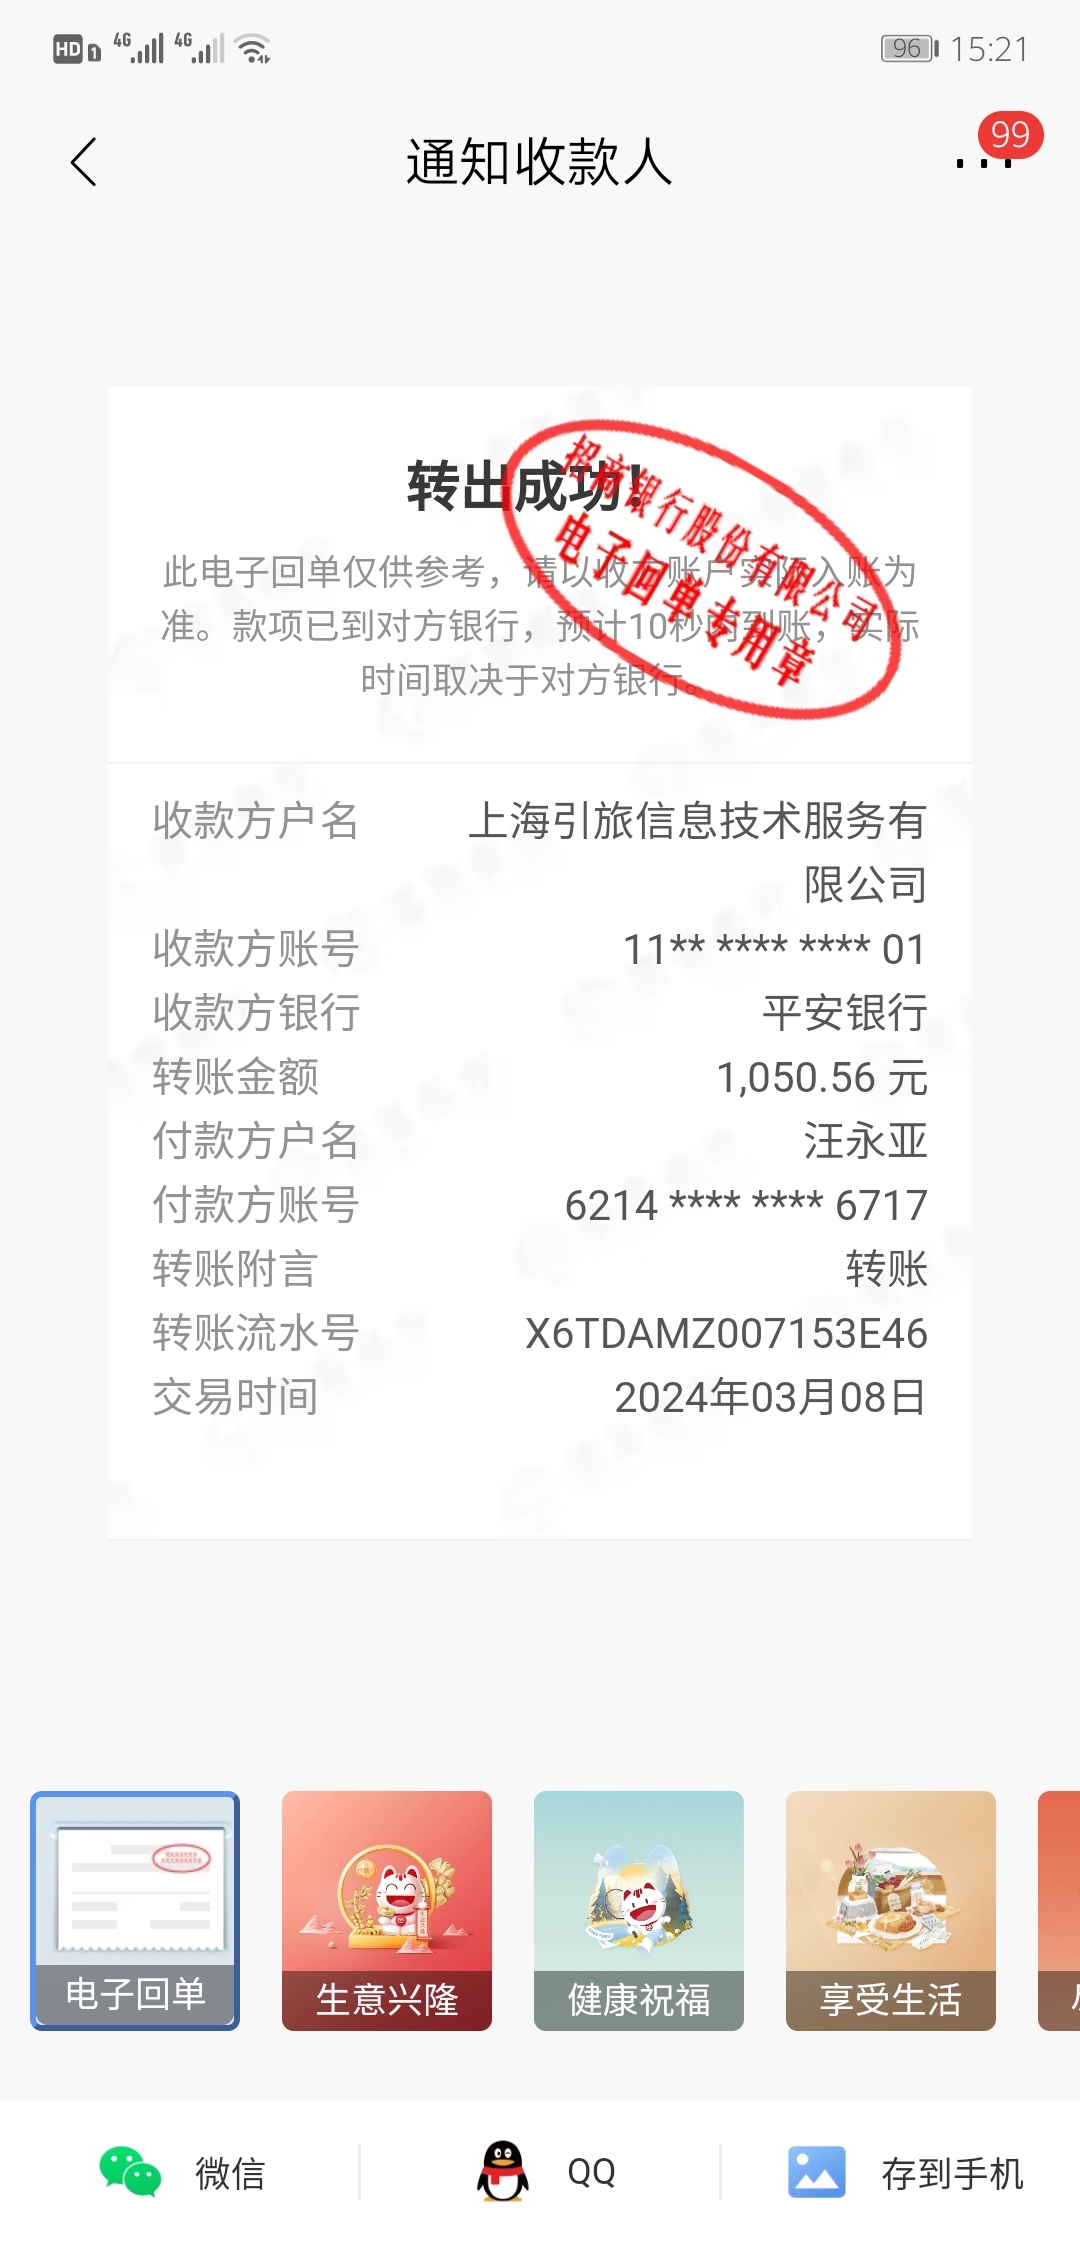 HD 1 4G 4G 96 15:21
通知收款人
99
转出成功!
招商银行股份有限公司
电子回单专用章
此电子回单仅供参考，请以收方账户实际入账为
准。款项已到对方银行，预计10秒内到账，实际
时间取决于对方银行。
收款方户名 上海引旅信息技术服务有
限公司
收款方账号 11** **** **** 01
收款方银行 平安银行
转账金额 1,050.56 元
付款方户名 汪永亚
付款方账号 6214 **** **** 6717
转账附言 转账
转账流水号 X6TDAMZ007153E46
交易时间 2024年03月08日
电子回单 生意兴隆 健康祝福 享受生活
微信 QQ 存到手机